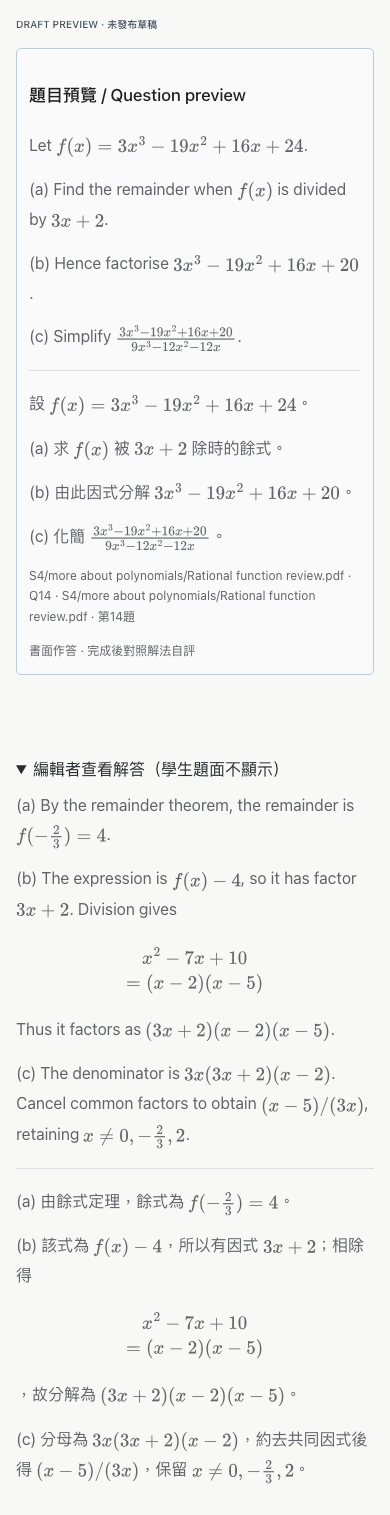 DRAFT PREVIEW · 未發布草稿
題目預覽 / Question preview
Let f(x) = 3x³ − 19x² + 16x + 24.
(a) Find the remainder when f(x) is divided
by 3x + 2.
(b) Hence factorise 3x³ − 19x² + 16x + 20
.
(c) Simplify (3x³−19x²+16x+20)/(9x³−12x²−12x).
設 f(x) = 3x³ − 19x² + 16x + 24。
(a) 求 f(x) 被 3x + 2 除時的餘式。
(b) 由此因式分解 3x³ − 19x² + 16x + 20。
(c) 化簡 (3x³−19x²+16x+20)/(9x³−12x²−12x)。
S4/more about polynomials/Rational function review.pdf ·
Q14 · S4/more about polynomials/Rational function
review.pdf · 第14題
書面作答 · 完成後對照解法自評
▼ 編輯者查看解答（學生題面不顯示）
(a) By the remainder theorem, the remainder is
f(−2/3) = 4.
(b) The expression is f(x) − 4, so it has factor
3x + 2. Division gives
x² − 7x + 10
= (x − 2)(x − 5)
Thus it factors as (3x + 2)(x − 2)(x − 5).
(c) The denominator is 3x(3x + 2)(x − 2).
Cancel common factors to obtain (x − 5)/(3x),
retaining x ≠ 0, −2/3, 2.
(a) 由餘式定理，餘式為 f(−2/3) = 4。
(b) 該式為 f(x) − 4，所以有因式 3x + 2；相除
得
x² − 7x + 10
= (x − 2)(x − 5)
，故分解為 (3x + 2)(x − 2)(x − 5)。
(c) 分母為 3x(3x + 2)(x − 2)，約去共同因式後
得 (x − 5)/(3x)，保留 x ≠ 0, −2/3, 2。